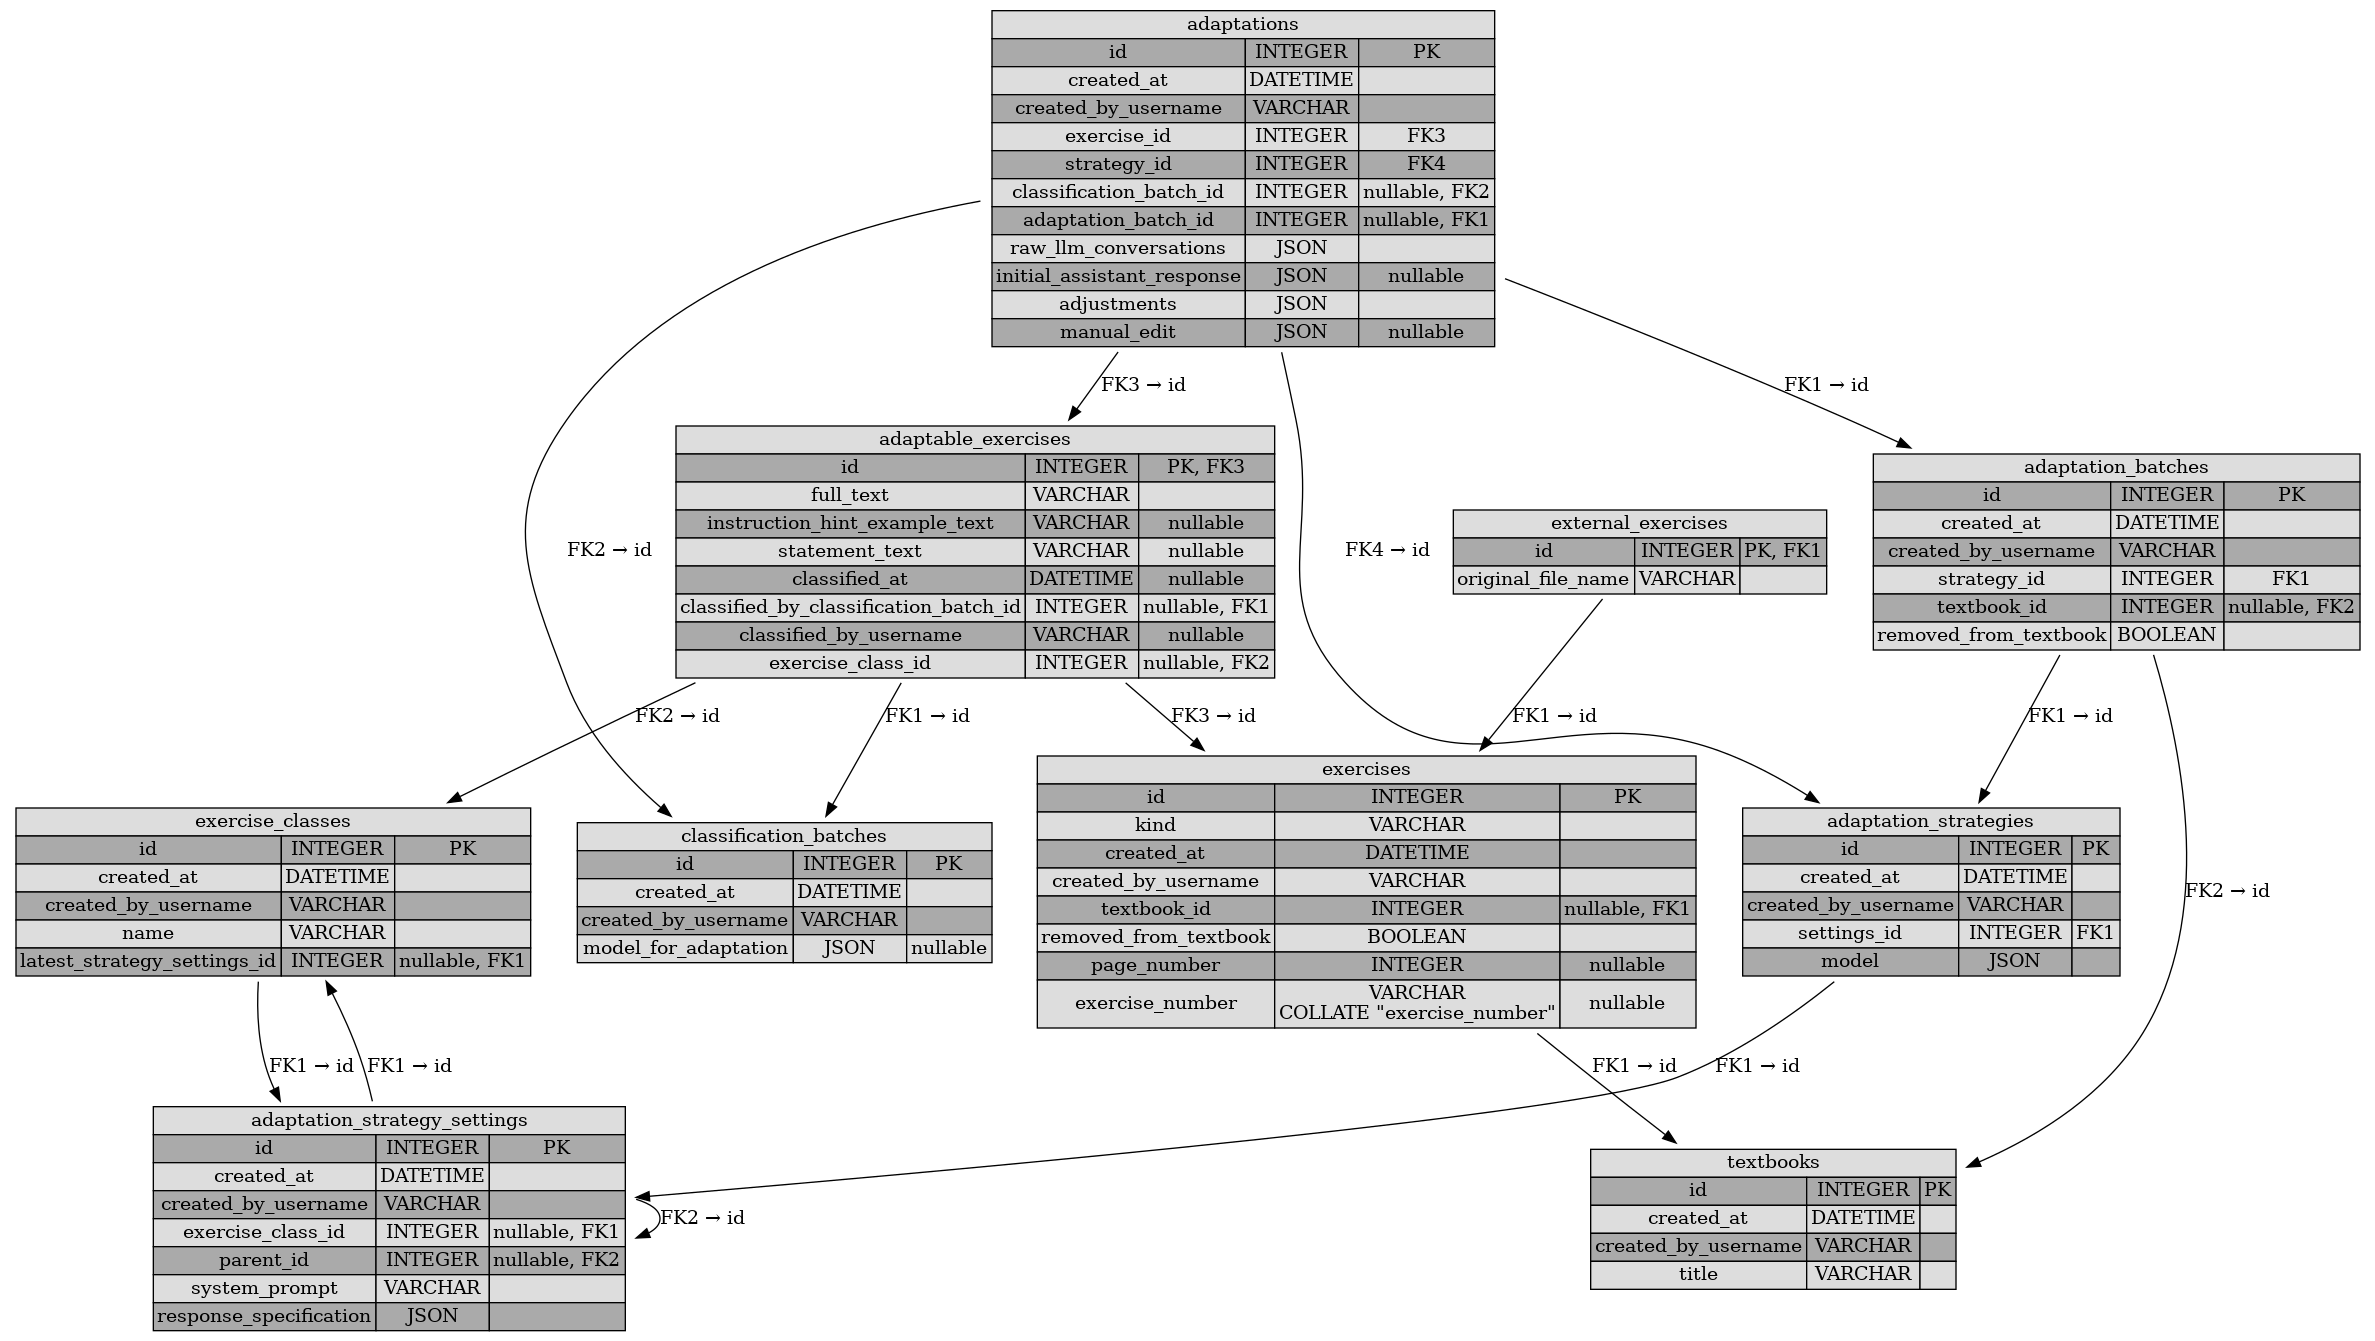 adaptations
id INTEGER PK
created_at DATETIME
created_by_username VARCHAR
exercise_id INTEGER FK3
strategy_id INTEGER FK4
classification_batch_id INTEGER nullable, FK2
adaptation_batch_id INTEGER nullable, FK1
raw_llm_conversations JSON
initial_assistant_response JSON nullable
adjustments JSON
manual_edit JSON nullable
FK3 → id
FK1 → id
adaptable_exercises
id INTEGER PK, FK3
full_text VARCHAR
instruction_hint_example_text VARCHAR nullable
statement_text VARCHAR nullable
classified_at DATETIME nullable
classified_by_classification_batch_id INTEGER nullable, FK1
classified_by_username VARCHAR nullable
exercise_class_id INTEGER nullable, FK2
adaptation_batches
id INTEGER PK
created_at DATETIME
created_by_username VARCHAR
strategy_id INTEGER FK1
textbook_id INTEGER nullable, FK2
removed_from_textbook BOOLEAN
external_exercises
id INTEGER PK, FK1
original_file_name VARCHAR
FK2 → id
FK4 → id
FK2 → id
FK1 → id
FK3 → id
FK1 → id
FK1 → id
exercises
id INTEGER PK
kind VARCHAR
created_at DATETIME
created_by_username VARCHAR
textbook_id INTEGER nullable, FK1
removed_from_textbook BOOLEAN
page_number INTEGER nullable
exercise_number VARCHAR COLLATE "exercise_number" nullable
exercise_classes
id INTEGER PK
created_at DATETIME
created_by_username VARCHAR
name VARCHAR
latest_strategy_settings_id INTEGER nullable, FK1
classification_batches
id INTEGER PK
created_at DATETIME
created_by_username VARCHAR
model_for_adaptation JSON nullable
adaptation_strategies
id INTEGER PK
created_at DATETIME
created_by_username VARCHAR
settings_id INTEGER FK1
model JSON
FK2 → id
FK1 → id
FK1 → id
FK1 → id
FK1 → id
adaptation_strategy_settings
id INTEGER PK
created_at DATETIME
created_by_username VARCHAR
exercise_class_id INTEGER nullable, FK1
parent_id INTEGER nullable, FK2
system_prompt VARCHAR
response_specification JSON
FK2 → id
textbooks
id INTEGER PK
created_at DATETIME
created_by_username VARCHAR
title VARCHAR